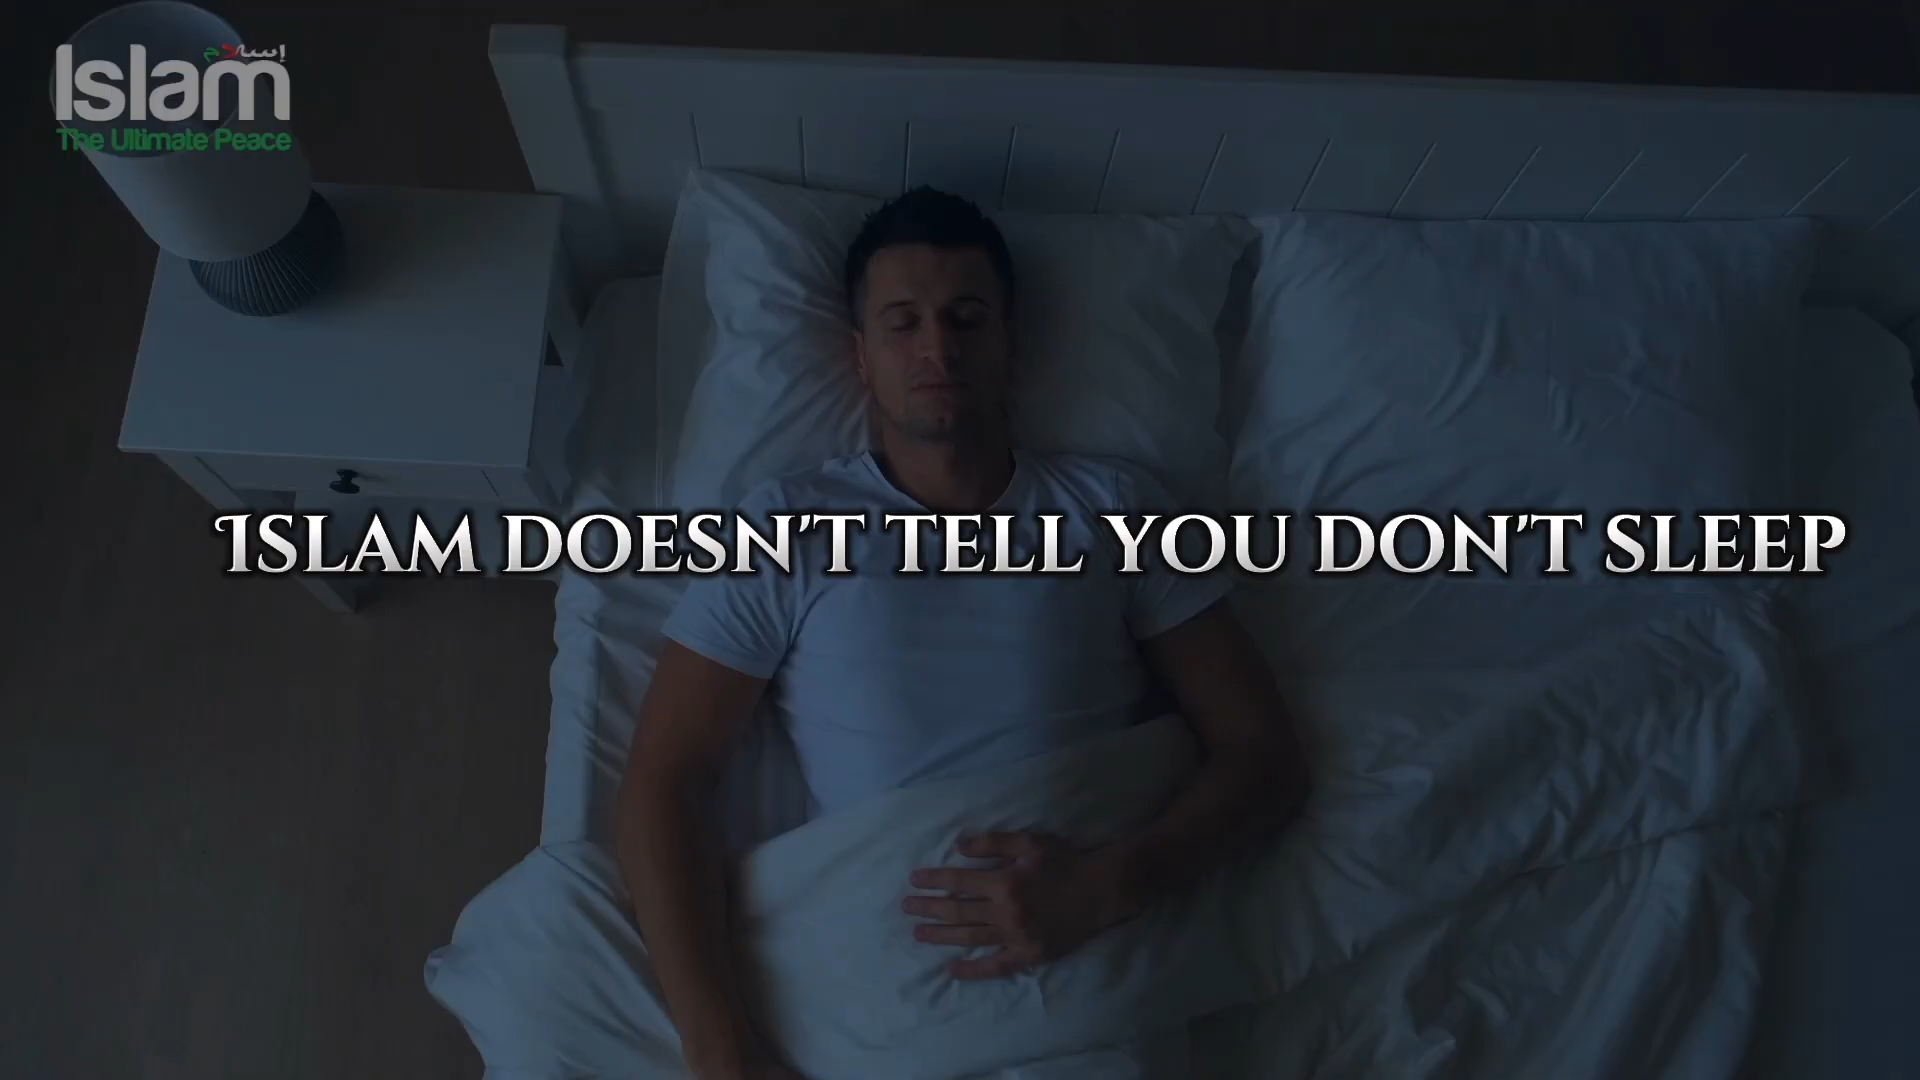 إسلام
Islam
The Ultimate Peace
Islam doesn't tell you don't sleep